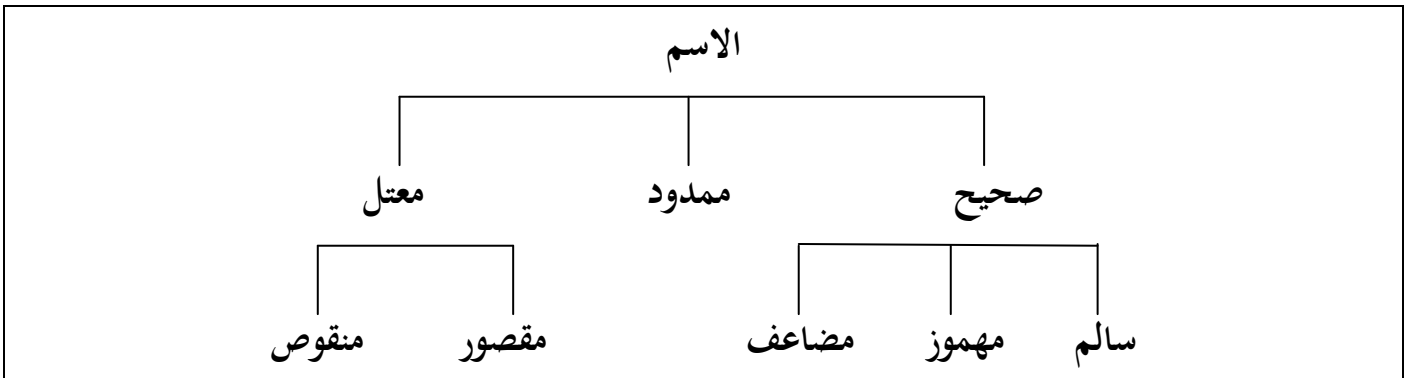 الاسم
صحيح ممدود معتل
سالم مهموز مضاعف مقصور منقوص